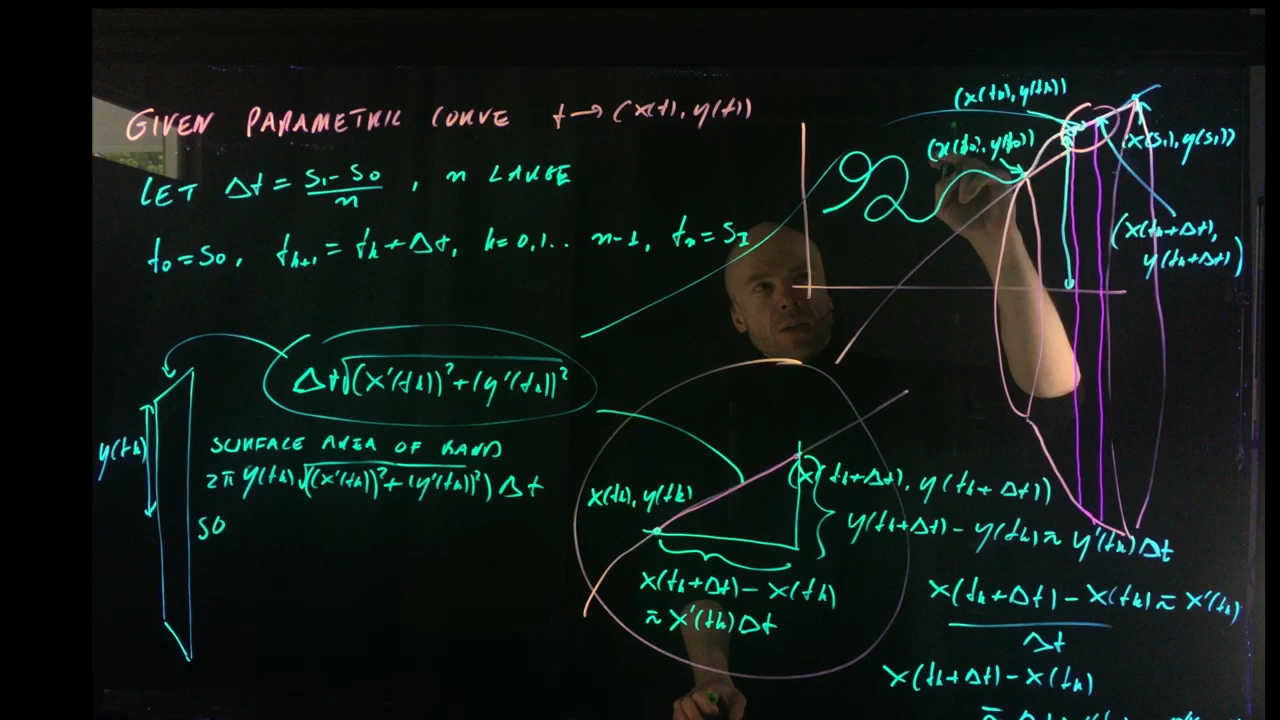 GIVEN PARAMETRIC CURVE t → (x(t), y(t))
LET Δt = (s₁ - s₀)/n , n LARGE
t₀ = s₀, tₖ₊₁ = tₖ + Δt, k = 0,1.. n-1, tₙ = s₁
Δt√((x'(tₖ))² + (y'(tₖ))²
y(tₖ)
SURFACE AREA OF BAND
2π y(tₖ)√((x'(tₖ))² + (y'(tₖ))²) Δt
SO
(x(tₖ), y(tₖ))
(x(t₀), y(t₀))
(x(s₁), y(s₁))
(x(tₖ+Δt),
y(tₖ+Δt))
x(tₖ), y(tₖ)
(x(tₖ+Δt), y(tₖ+Δt))
y(tₖ+Δt) - y(tₖ) ≈ y'(tₖ)Δt
x(tₖ+Δt) - x(tₖ)
≈ x'(tₖ)Δt
(x(tₖ+Δt) - x(tₖ))/Δt ≈ x'(tₖ)
x(tₖ+Δt) - x(tₖ)